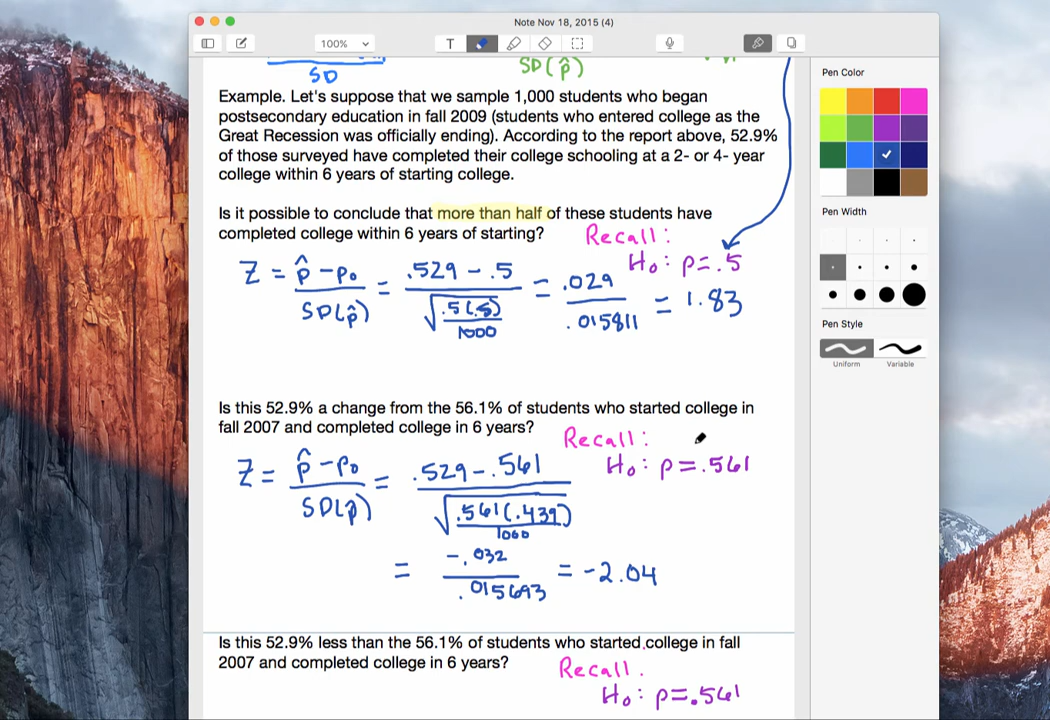 Note Nov 18, 2015 (4)
100%
T
SD
SD(p̂)
Example. Let's suppose that we sample 1,000 students who began
postsecondary education in fall 2009 (students who entered college as the
Great Recession was officially ending). According to the report above, 52.9%
of those surveyed have completed their college schooling at a 2- or 4- year
college within 6 years of starting college.
Is it possible to conclude that more than half of these students have
completed college within 6 years of starting?
Recall:
H₀: p=.5
Z = p̂ - p₀ / SD(p̂) = .529 - .5 / √.5(.5)/1000 = .029 / .015811 = 1.83
Is this 52.9% a change from the 56.1% of students who started college in
fall 2007 and completed college in 6 years?
Recall:
H₀: p=.561
Z = p̂ - p₀ / SD(p̂) = .529 - .561 / √.561(.439)/1000
= -.032 / .015693 = -2.04
Is this 52.9% less than the 56.1% of students who started college in fall
2007 and completed college in 6 years?
Recall.
H₀: p=.561
Pen Color
Pen Width
Pen Style
Uniform
Variable